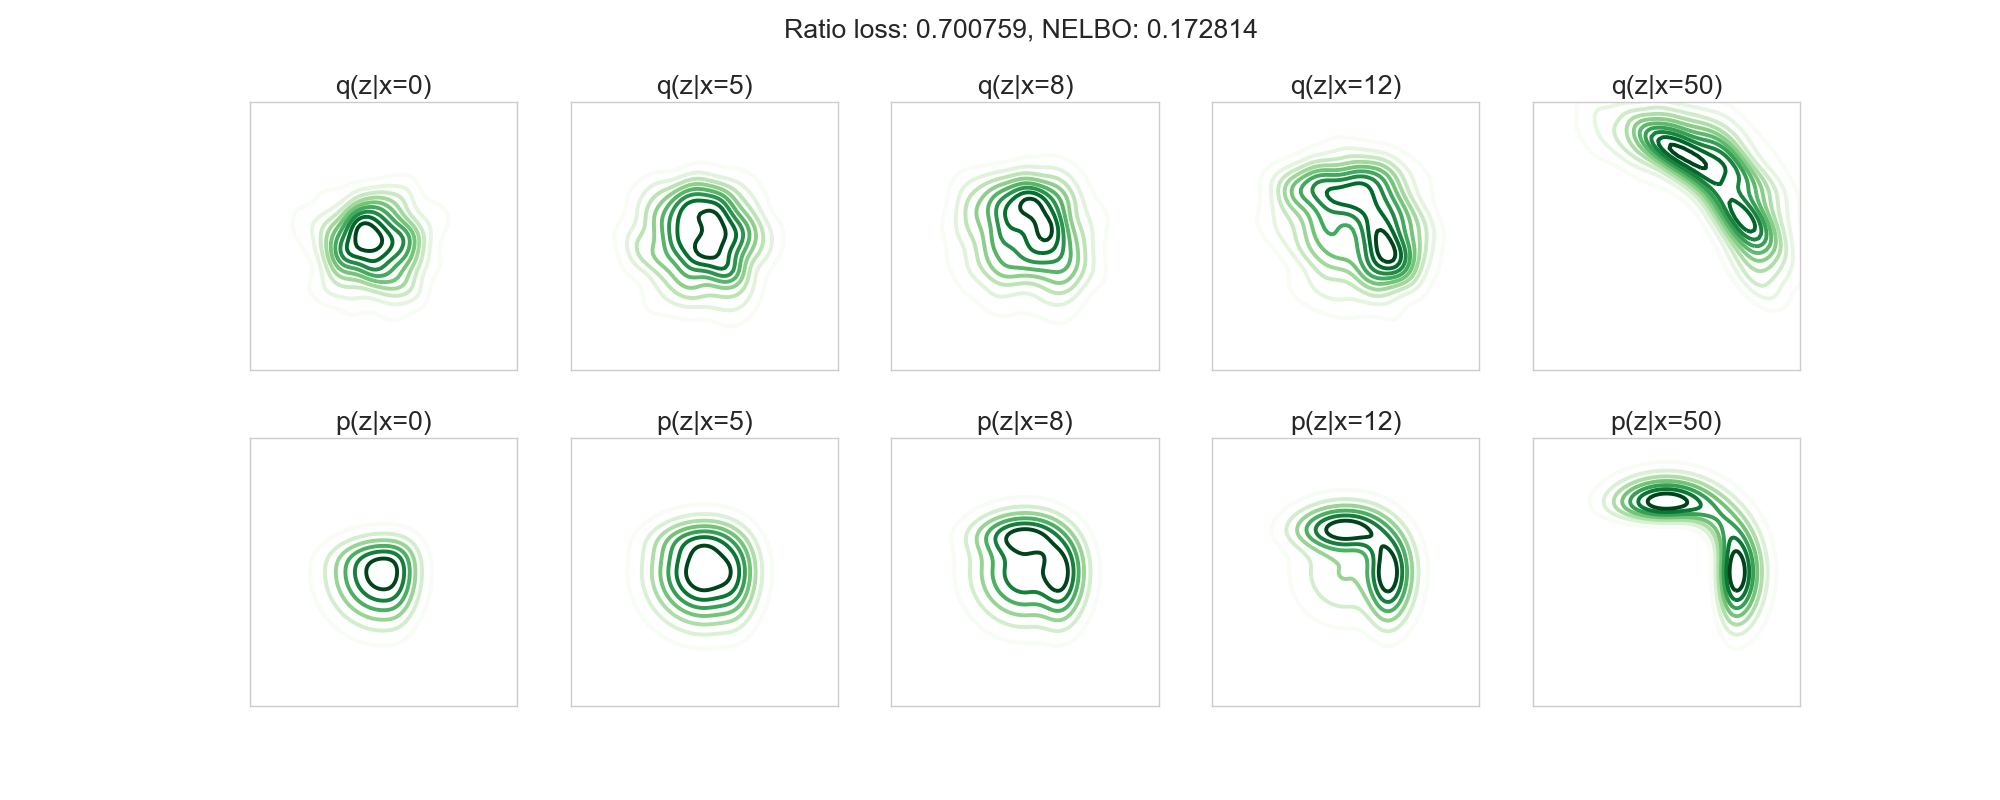 Ratio loss: 0.700759, NELBO: 0.172814
q(z|x=0) q(z|x=5) q(z|x=8) q(z|x=12) q(z|x=50)
p(z|x=0) p(z|x=5) p(z|x=8) p(z|x=12) p(z|x=50)